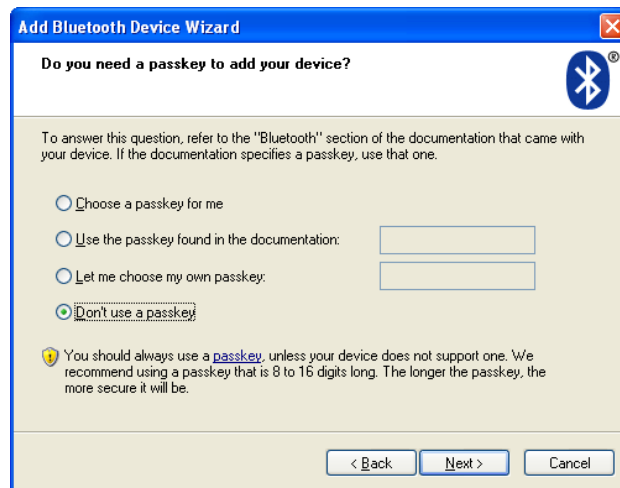 Add Bluetooth Device Wizard
Do you need a passkey to add your device?
®
To answer this question, refer to the "Bluetooth" section of the documentation that came with
your device. If the documentation specifies a passkey, use that one.
Choose a passkey for me
Use the passkey found in the documentation:
Let me choose my own passkey:
Don't use a passkey
You should always use a passkey, unless your device does not support one. We
recommend using a passkey that is 8 to 16 digits long. The longer the passkey, the
more secure it will be.
< Back Next > Cancel